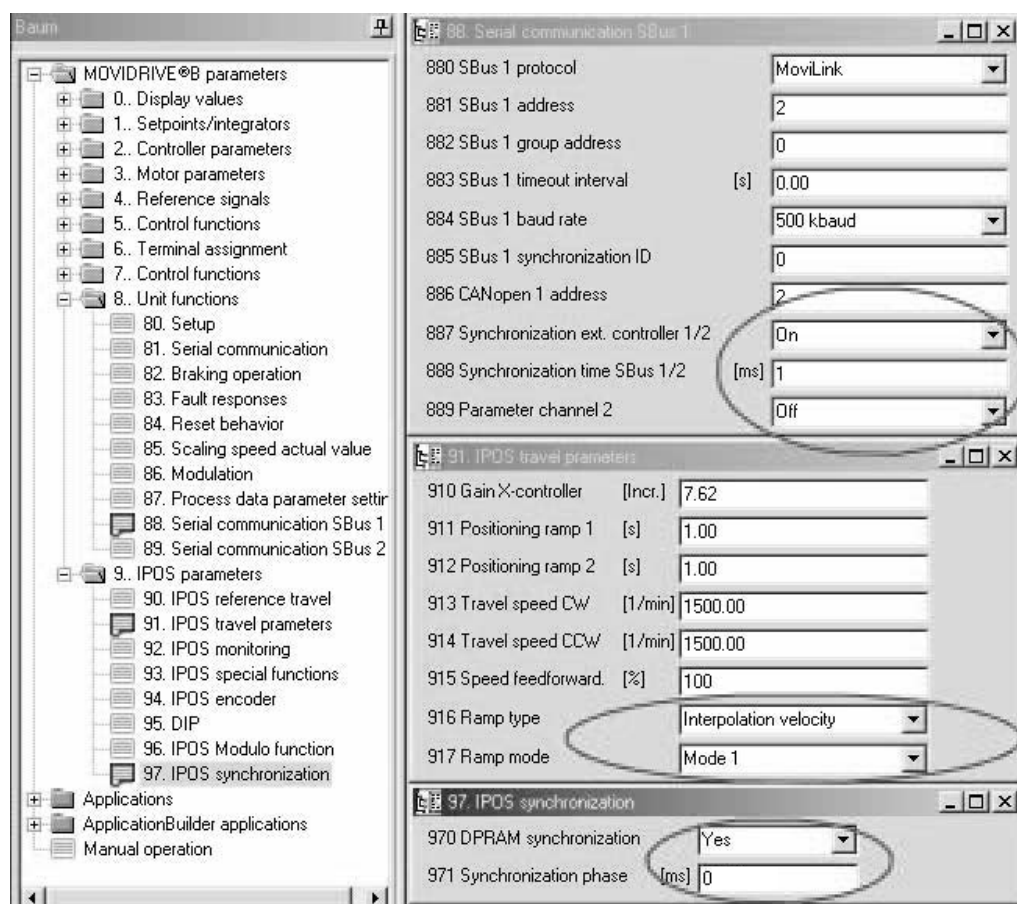 Baum
MOVIDRIVE®B parameters
0.. Display values
1.. Setpoints/integrators
2.. Controller parameters
3.. Motor parameters
4.. Reference signals
5.. Control functions
6.. Terminal assignment
7.. Control functions
8.. Unit functions
80. Setup
81. Serial communication
82. Braking operation
83. Fault responses
84. Reset behavior
85. Scaling speed actual value
86. Modulation
87. Process data parameter settin
88. Serial communication SBus 1
89. Serial communication SBus 2
9.. IPOS parameters
90. IPOS reference travel
91. IPOS travel prameters
92. IPOS monitoring
93. IPOS special functions
94. IPOS encoder
95. DIP
96. IPOS Modulo function
97. IPOS synchronization
Applications
ApplicationBuilder applications
Manual operation
88. Serial communication SBus 1
880 SBus 1 protocol MoviLink
881 SBus 1 address 2
882 SBus 1 group address 0
883 SBus 1 timeout interval [s] 0.00
884 SBus 1 baud rate 500 kbaud
885 SBus 1 synchronization ID 0
886 CANopen 1 address 2
887 Synchronization ext. controller 1/2 On
888 Synchronization time SBus 1/2 [ms] 1
889 Parameter channel 2 Off
91. IPOS travel prameters
910 Gain X-controller [Incr.] 7.62
911 Positioning ramp 1 [s] 1.00
912 Positioning ramp 2 [s] 1.00
913 Travel speed CW [1/min] 1500.00
914 Travel speed CCW [1/min] 1500.00
915 Speed feedforward. [%] 100
916 Ramp type Interpolation velocity
917 Ramp mode Mode 1
97. IPOS synchronization
970 DPRAM synchronization Yes
971 Synchronization phase [ms] 0